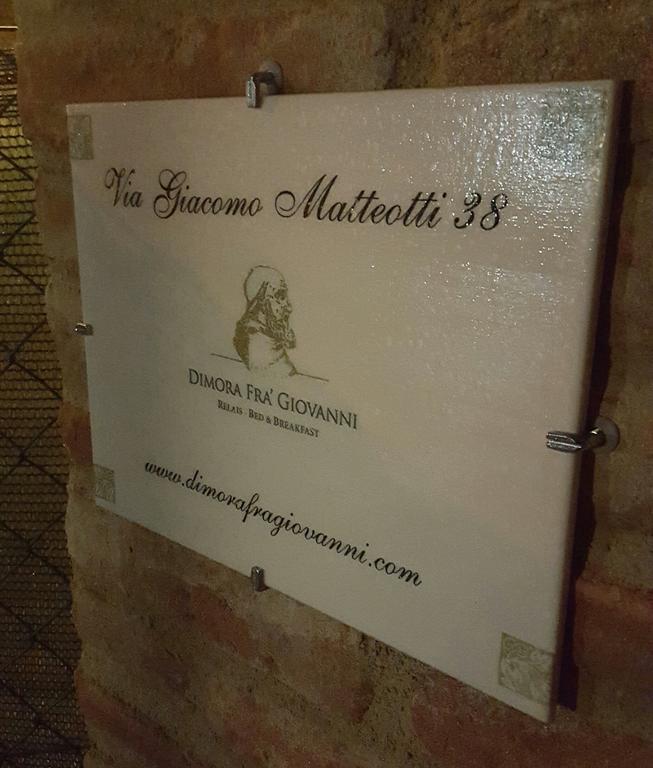 Via Giacomo Matteotti 38
DIMORA FRA' GIOVANNI
RELAIS . BED & BREAKFAST
www.dimorafragiovanni.com